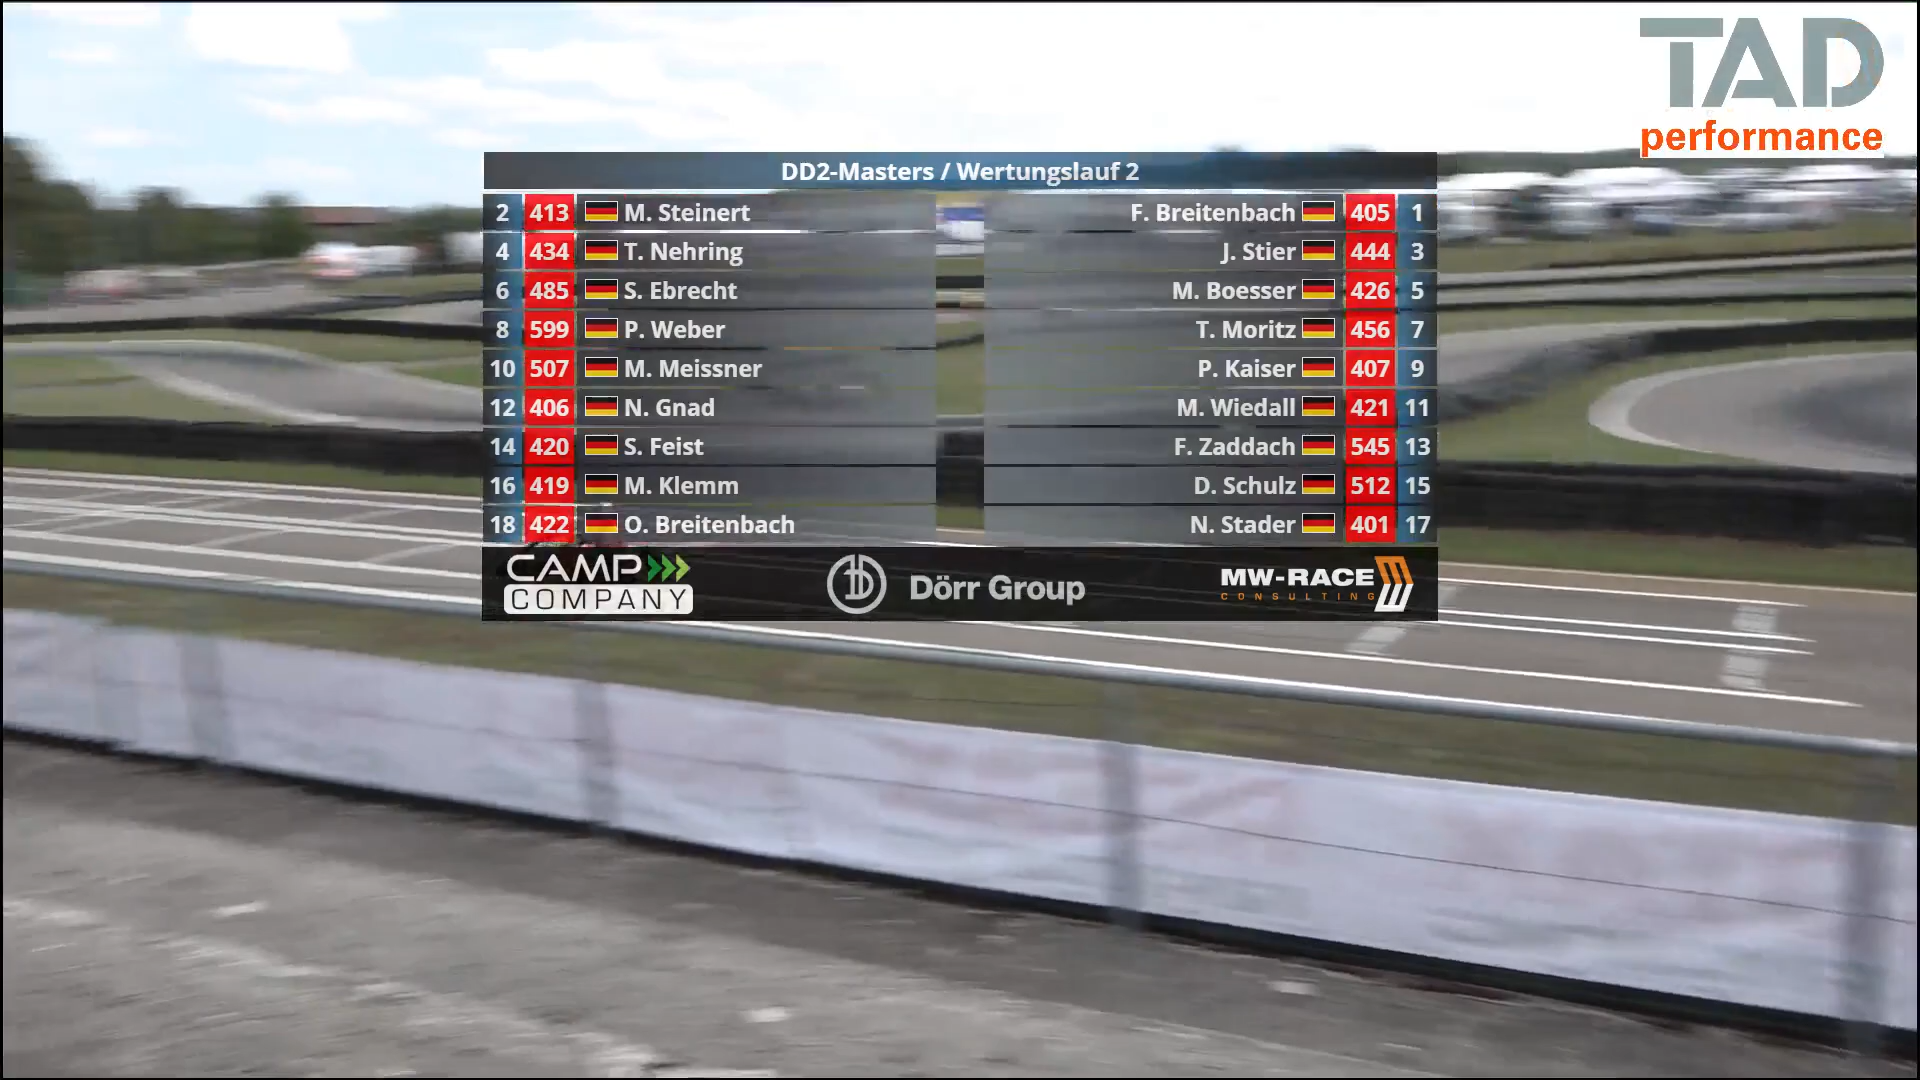 TAD
performance
DD2-Masters / Wertungslauf 2
2 413 M. Steinert F. Breitenbach 405 1
4 434 T. Nehring J. Stier 444 3
6 485 S. Ebrecht M. Boesser 426 5
8 599 P. Weber T. Moritz 456 7
10 507 M. Meissner P. Kaiser 407 9
12 406 N. Gnad M. Wiedall 421 11
14 420 S. Feist F. Zaddach 545 13
16 419 M. Klemm D. Schulz 512 15
18 422 O. Breitenbach N. Stader 401 17
CAMP
COMPANY
Dörr Group
MW-RACE
CONSULTING